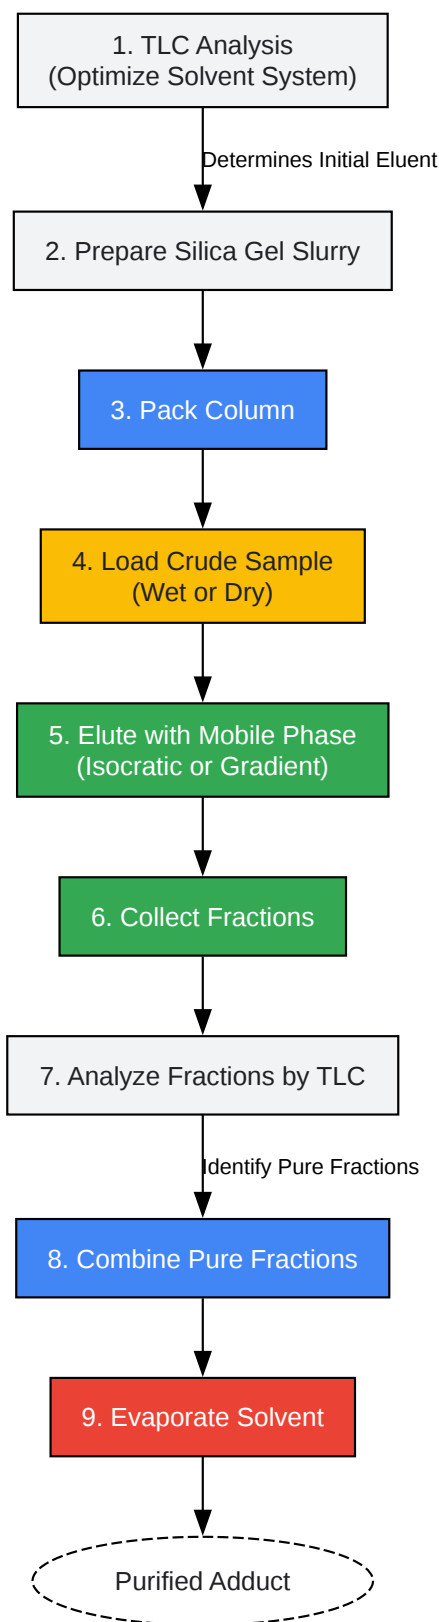 1. TLC Analysis
(Optimize Solvent System)
Determines Initial Eluent
2. Prepare Silica Gel Slurry
3. Pack Column
4. Load Crude Sample
(Wet or Dry)
5. Elute with Mobile Phase
(Isocratic or Gradient)
6. Collect Fractions
7. Analyze Fractions by TLC
Identify Pure Fractions
8. Combine Pure Fractions
9. Evaporate Solvent
Purified Adduct